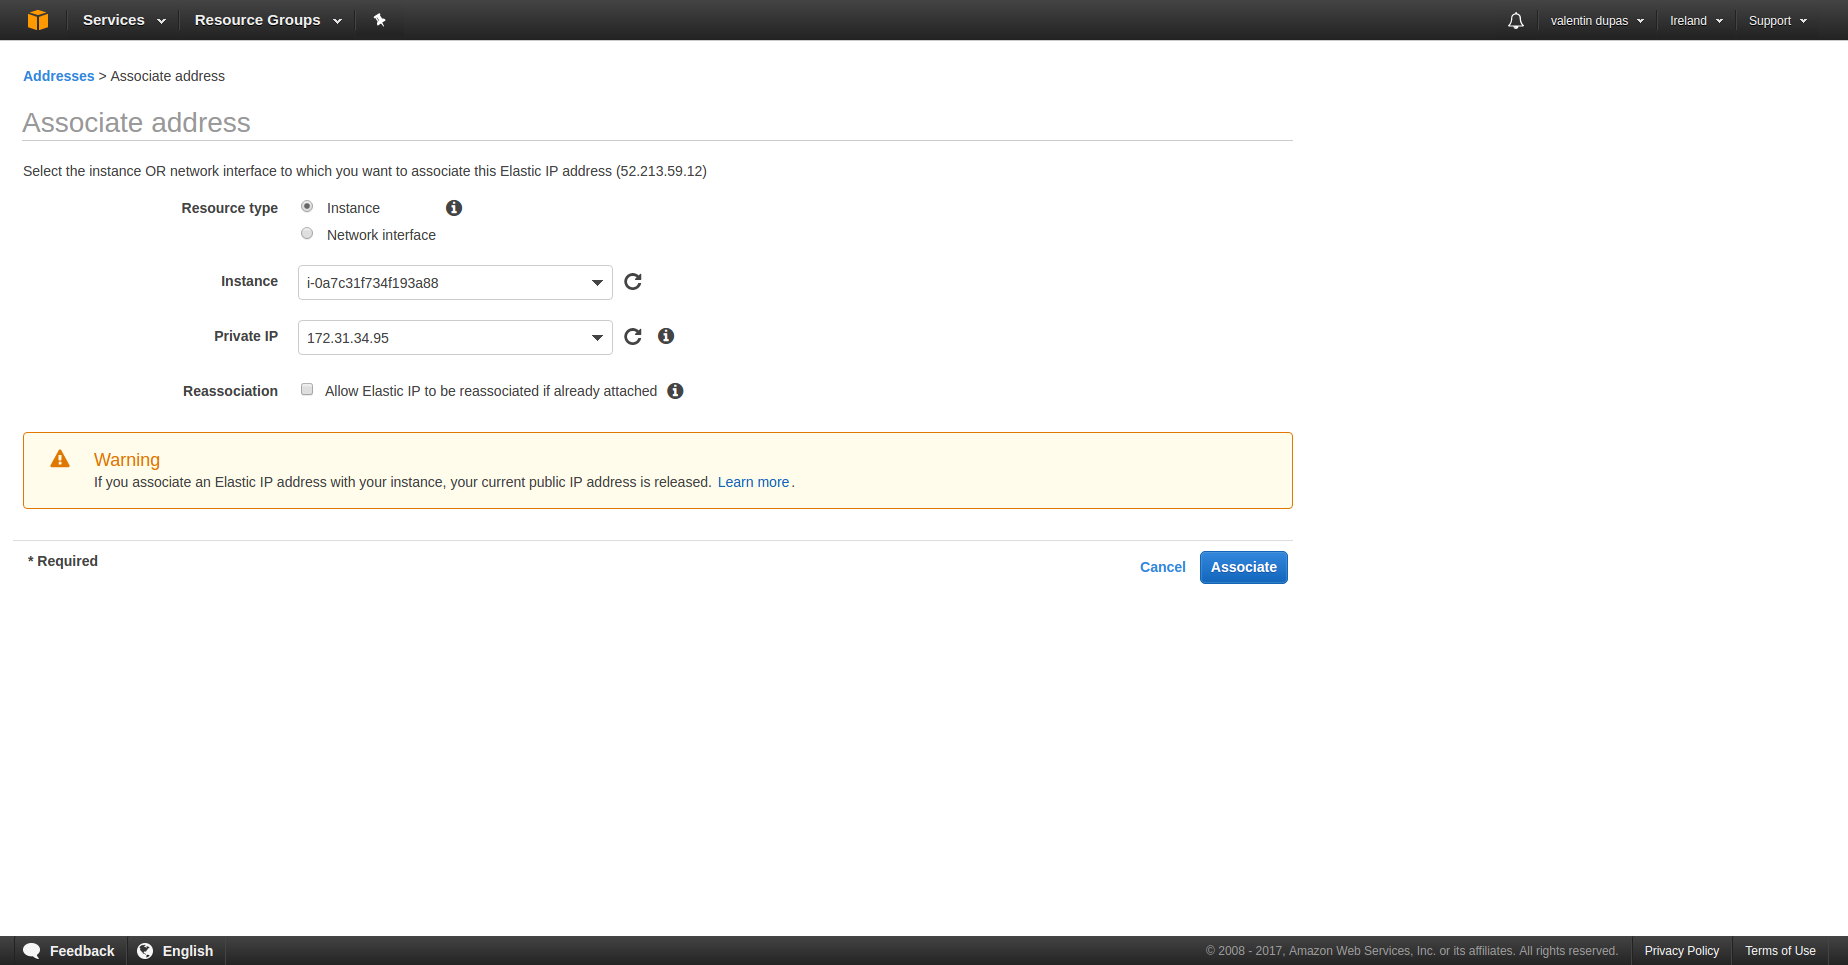 Services Resource Groups valentin dupas Ireland Support
Addresses > Associate address
Associate address
Select the instance OR network interface to which you want to associate this Elastic IP address (52.213.59.12)
Resource type Instance
Network interface
Instance i-0a7c31f734f193a88
Private IP 172.31.34.95
Reassociation Allow Elastic IP to be reassociated if already attached
Warning
If you associate an Elastic IP address with your instance, your current public IP address is released. Learn more.
* Required Cancel Associate
Feedback English © 2008 - 2017, Amazon Web Services, Inc. or its affiliates. All rights reserved. Privacy Policy Terms of Use